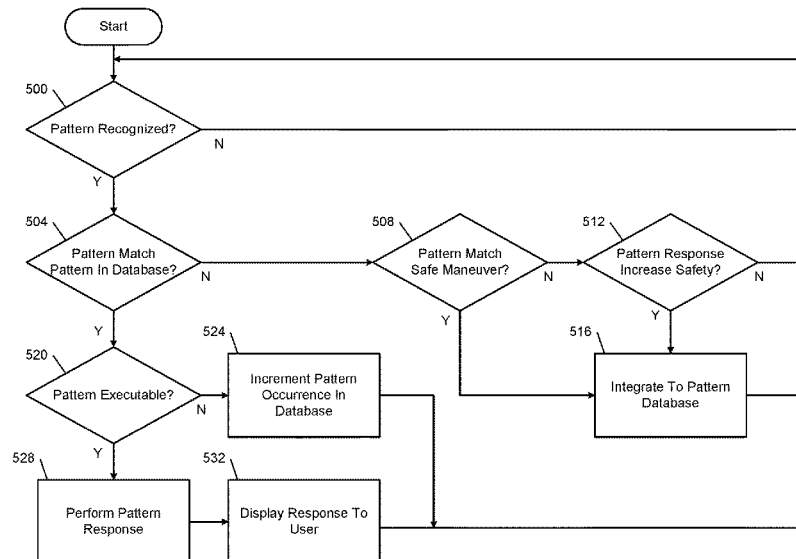 Start
500
Pattern Recognized?
N
Y
504
Pattern Match
Pattern In Database?
N
Y
508
Pattern Match
Safe Maneuver?
N
Y
512
Pattern Response
Increase Safety?
N
Y
516
Integrate To Pattern
Database
520
Pattern Executable?
N
Y
524
Increment Pattern
Occurrence In
Database
528
Perform Pattern
Response
532
Display Response To
User